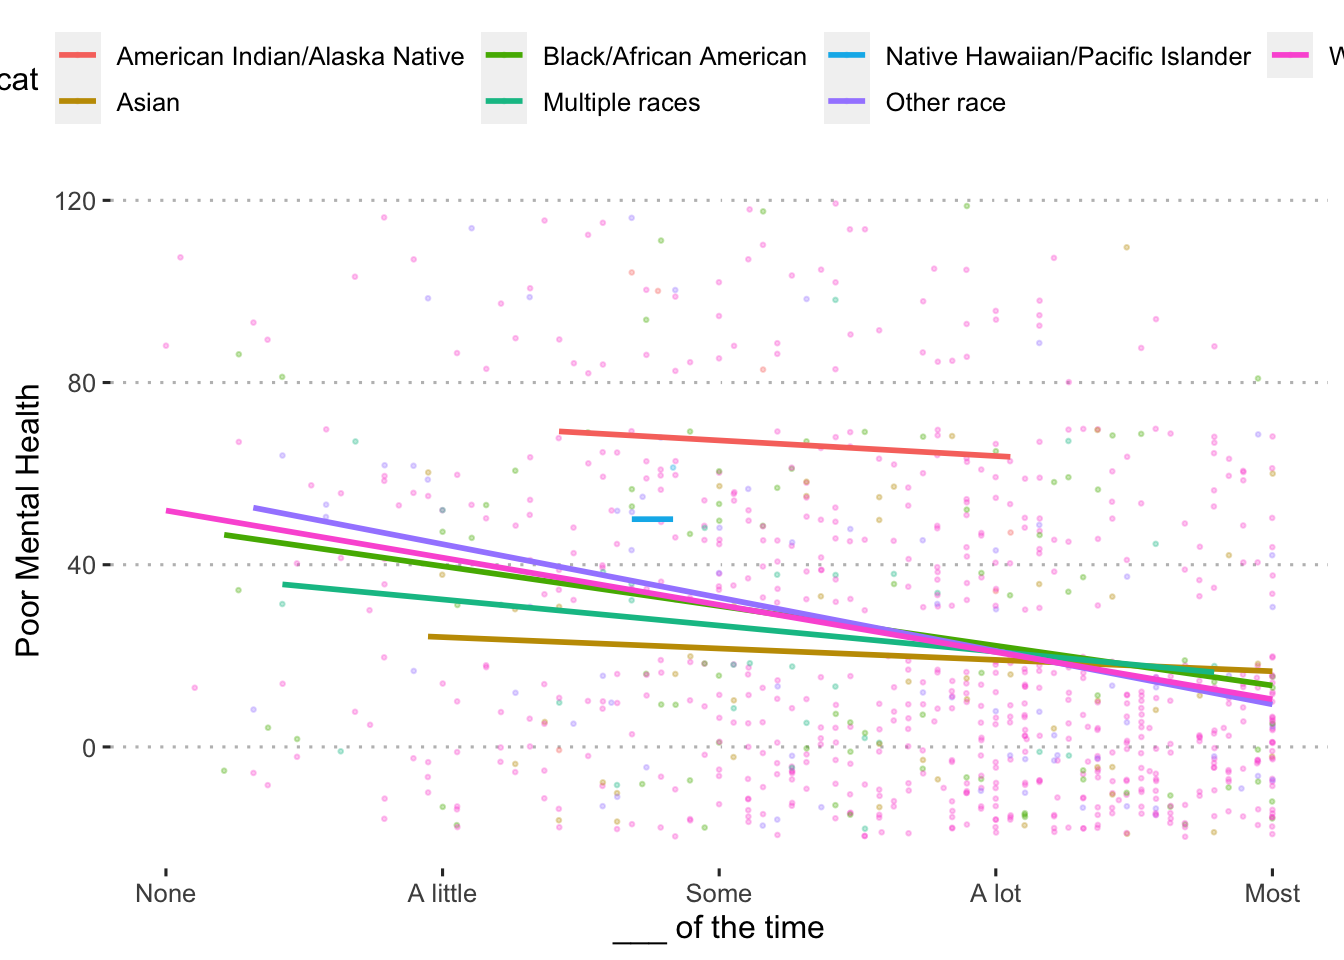 cat
American Indian/Alaska Native Black/African American Native Hawaiian/Pacific Islander
Asian Multiple races Other race
120
80
40
0
Poor Mental Health
None A little Some A lot Most
___ of the time